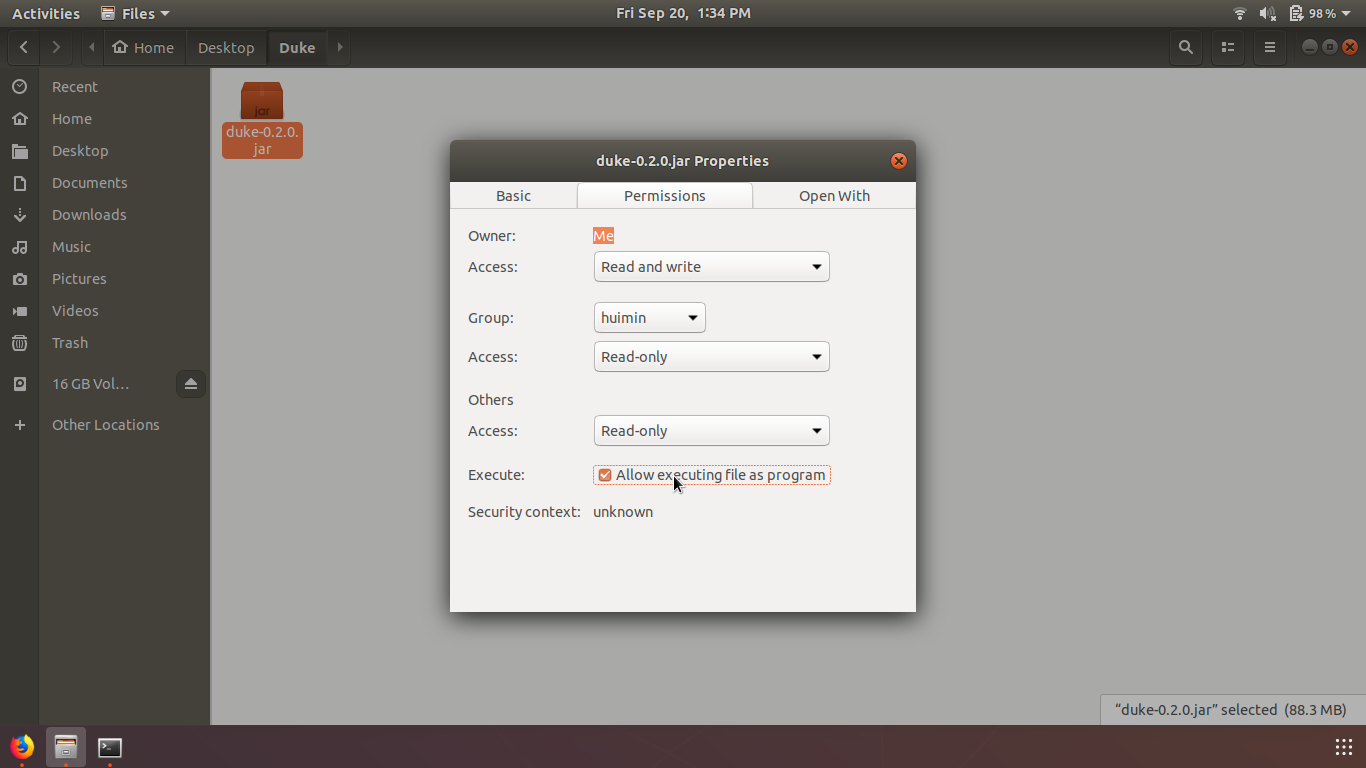 Activities Files Fri Sep 20, 1:34 PM 98%
Home Desktop Duke
Recent
Home
Desktop
Documents
Downloads
Music
Pictures
Videos
Trash
16 GB Vol…
Other Locations
jar
duke-0.2.0.
jar
duke-0.2.0.jar Properties
Basic Permissions Open With
Owner: Me
Access: Read and write
Group: huimin
Access: Read-only
Others
Access: Read-only
Execute: Allow executing file as program
Security context: unknown
“duke-0.2.0.jar” selected (88.3 MB)